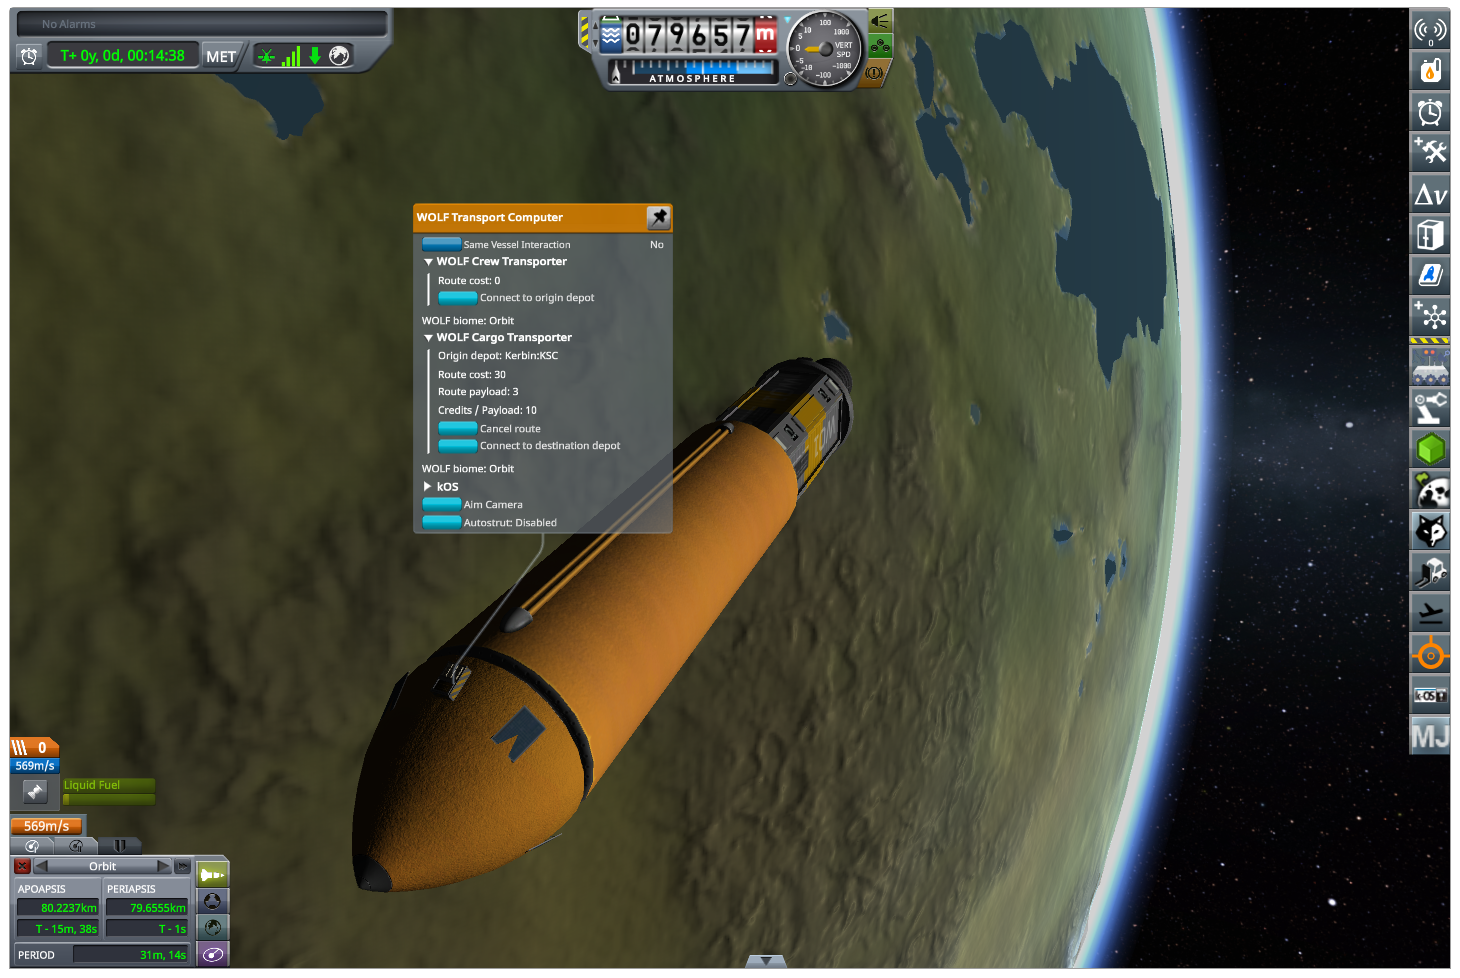 No Alarms
T+ 0y, 0d, 00:14:38
MET
079657 m
ATMOSPHERE
100
10
1000
5
VERT
-0
SPD
-5
-10
-1000
-100
0
Δv
WOLF Transport Computer
Same Vessel Interaction No
WOLF Crew Transporter
Route cost: 0
Connect to origin depot
WOLF biome: Orbit
WOLF Cargo Transporter
Origin depot: Kerbin:KSC
Route cost: 30
Route payload: 3
Credits / Payload: 10
Cancel route
Connect to destination depot
WOLF biome: Orbit
kOS
Aim Camera
Autostrut: Disabled
k-OS
MJ
0
569m/s
Liquid Fuel
569m/s
Orbit
APOAPSIS PERIAPSIS
80.2237km 79.6555km
T - 15m, 38s T - 1s
PERIOD 31m, 14s